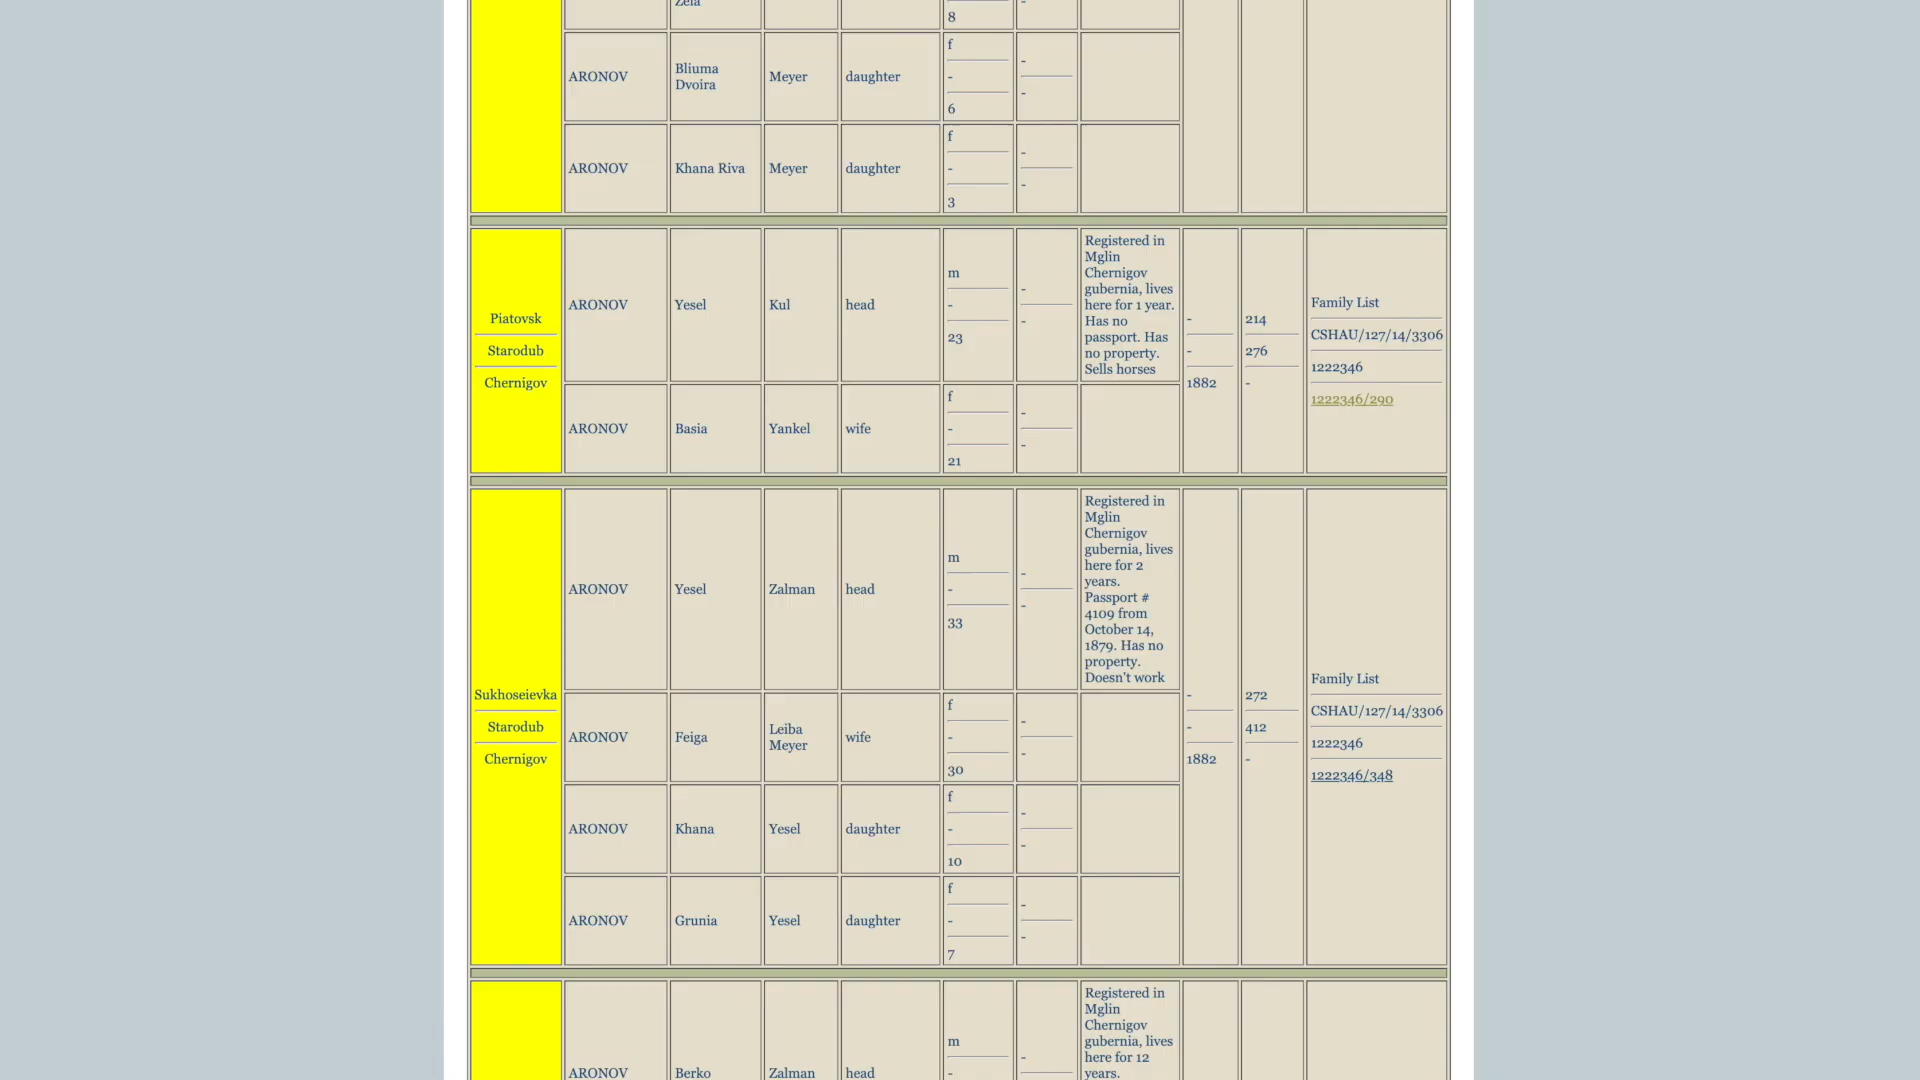 Zela
8
-
ARONOV
Bliuma
Dvoira
Meyer
daughter
f
-
6
-
-
ARONOV
Khana Riva
Meyer
daughter
f
-
3
-
-
Piatovsk
Starodub
Chernigov
ARONOV
Yesel
Kul
head
m
-
23
-
-
Registered in
Mglin
Chernigov
gubernia, lives
here for 1 year.
Has no
passport. Has
no property.
Sells horses
-
-
1882
214
276
-
Family List
CSHAU/127/14/3306
1222346
1222346/290
ARONOV
Basia
Yankel
wife
f
-
21
-
-
Sukhoseievka
Starodub
Chernigov
ARONOV
Yesel
Zalman
head
m
-
33
-
-
Registered in
Mglin
Chernigov
gubernia, lives
here for 2
years.
Passport #
4109 from
October 14,
1879. Has no
property.
Doesn't work
-
-
1882
272
412
-
Family List
CSHAU/127/14/3306
1222346
1222346/348
ARONOV
Feiga
Leiba
Meyer
wife
f
-
30
-
-
ARONOV
Khana
Yesel
daughter
f
-
10
-
-
ARONOV
Grunia
Yesel
daughter
f
-
7
-
-
ARONOV
Berko
Zalman
head
m
-
-
Registered in
Mglin
Chernigov
gubernia, lives
here for 12
years.